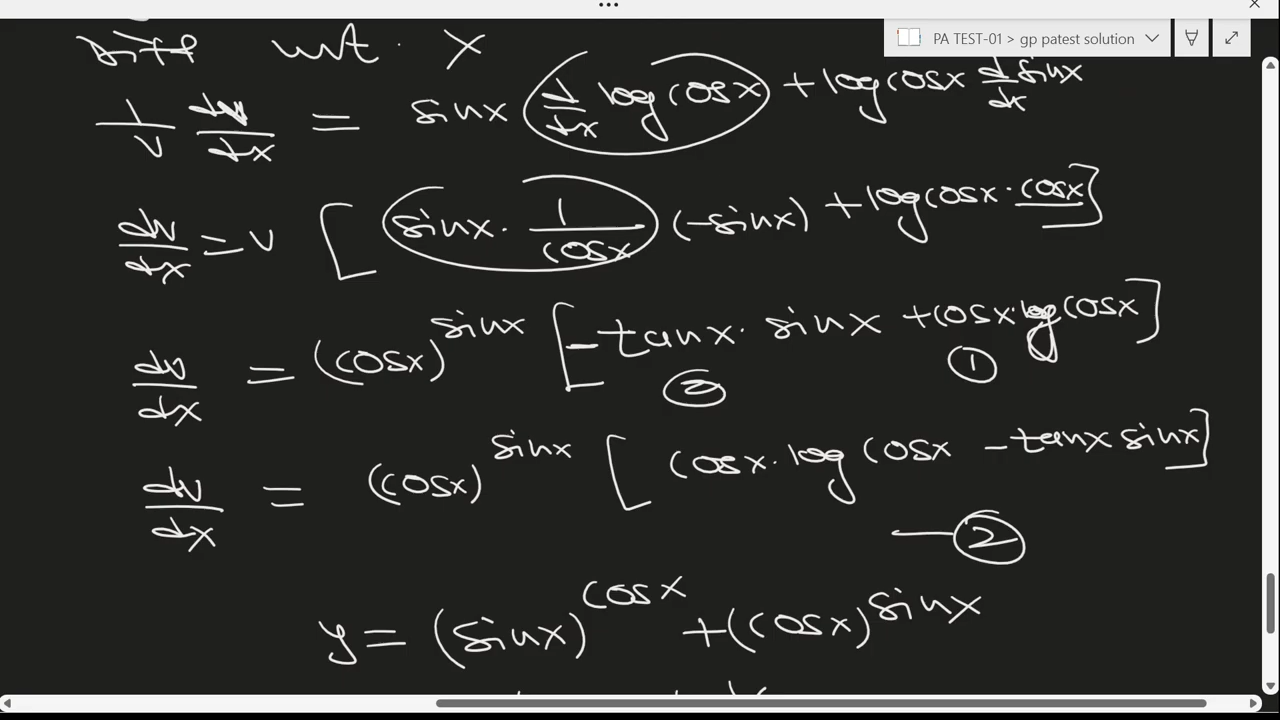 PA TEST-01 > gp patest solution
diff wrt. x
1/v dv/dx = sinx d/dx log cosx + log cosx d/dx sinx
dv/dx = v [ sinx · 1/cosx (-sinx) + log cosx · cosx ]
dv/dx = (cosx)^sinx [ -tanx · sinx + cosx · log cosx ]
② ①
dv/dx = (cosx)^sinx [ cosx · log cosx - tanx sinx ]
— ②
y = (sinx)^cosx + (cosx)^sinx